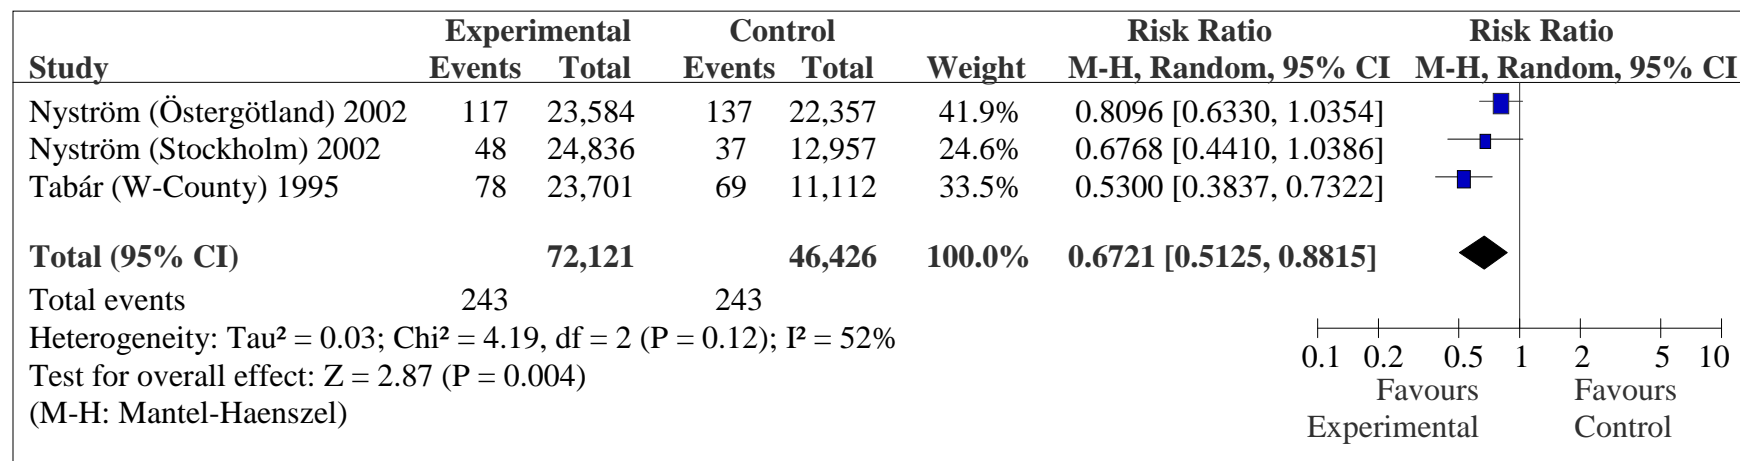 Experimental Control Risk Ratio Risk Ratio
Study Events Total Events Total Weight M-H, Random, 95% CI M-H, Random, 95% CI
Nyström (Östergötland) 2002 117 23,584 137 22,357 41.9% 0.8096 [0.6330, 1.0354]
Nyström (Stockholm) 2002 48 24,836 37 12,957 24.6% 0.6768 [0.4410, 1.0386]
Tabár (W-County) 1995 78 23,701 69 11,112 33.5% 0.5300 [0.3837, 0.7322]
Total (95% CI) 72,121 46,426 100.0% 0.6721 [0.5125, 0.8815]
Total events 243 243
Heterogeneity: Tau² = 0.03; Chi² = 4.19, df = 2 (P = 0.12); I² = 52%
Test for overall effect: Z = 2.87 (P = 0.004)
(M-H: Mantel-Haenszel)
0.1 0.2 0.5 1 2 5 10
Favours Favours
Experimental Control